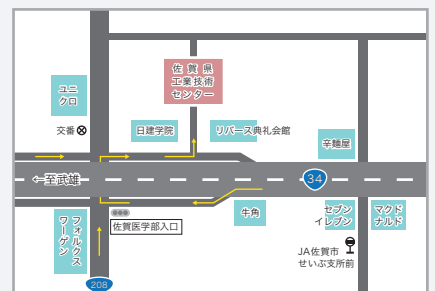 佐賀県
工業技術
センター
ユニ
クロ
交番
日建学院
リバース典礼会館
辛麺屋
←至武雄
34
佐賀医学部入口
牛角
セブン
イレブン
マクド
ナルド
フォルクス
ワーゲン
JA佐賀市
せいぶ支所前
208